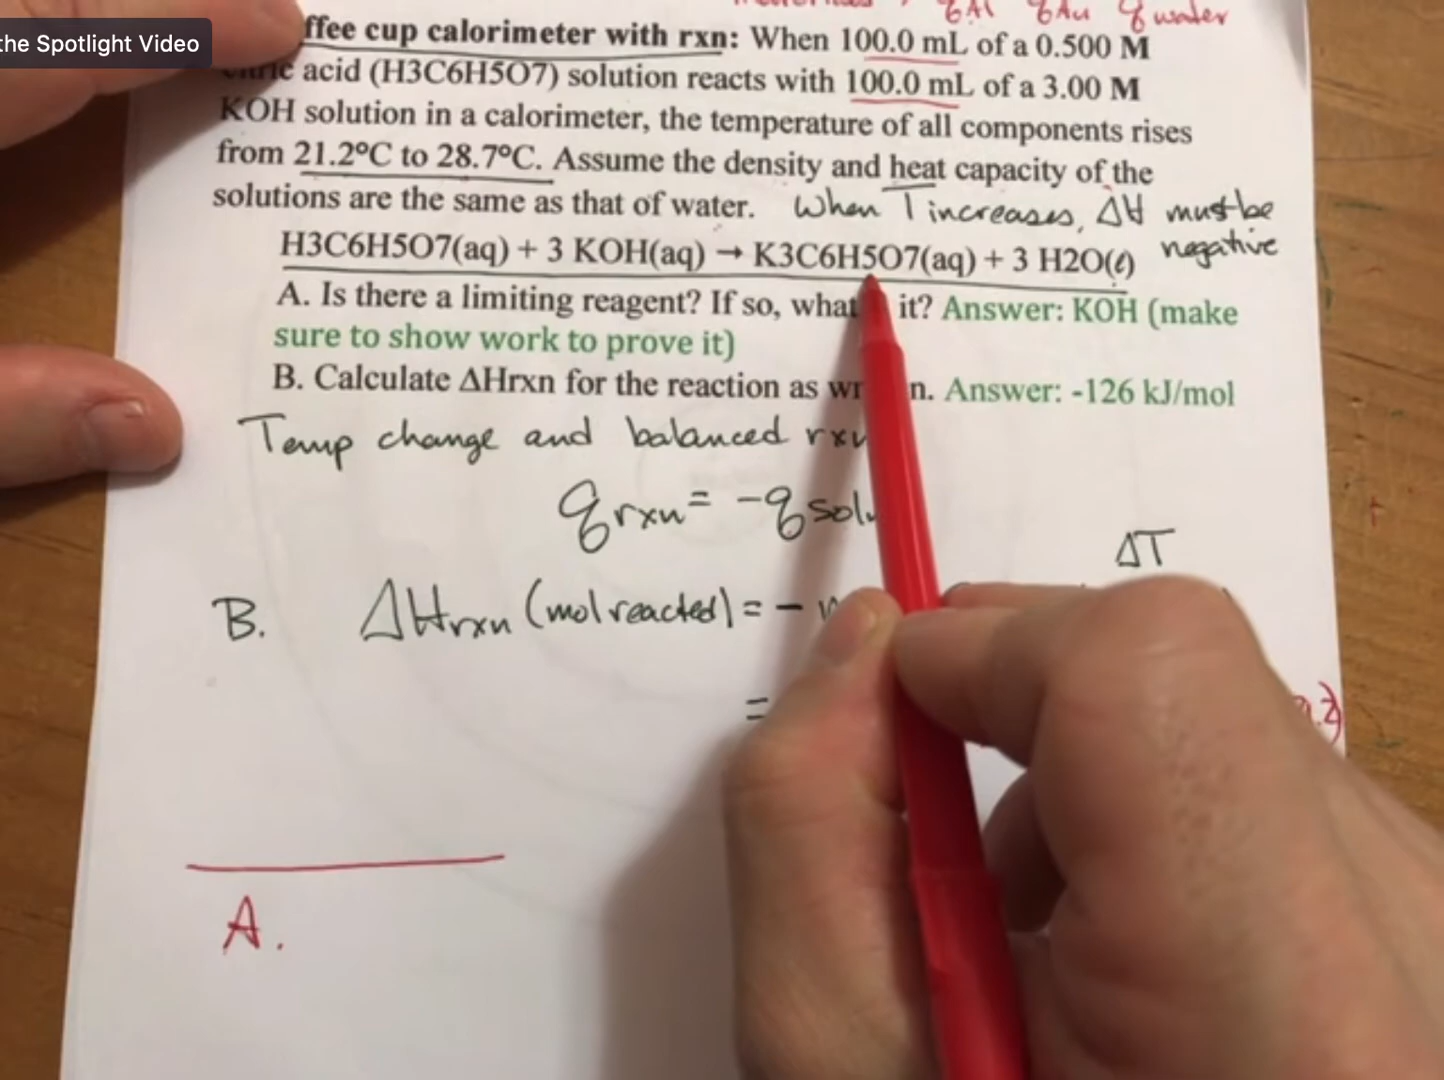 the Spotlight Video
qAl qAu qwater
ffee cup calorimeter with rxn: When 100.0 mL of a 0.500 M
acid (H3C6H5O7) solution reacts with 100.0 mL of a 3.00 M
KOH solution in a calorimeter, the temperature of all components rises
from 21.2°C to 28.7°C. Assume the density and heat capacity of the
solutions are the same as that of water. When T increases, ΔH must be
negative
H3C6H5O7(aq) + 3 KOH(aq) → K3C6H5O7(aq) + 3 H2O(ℓ)
A. Is there a limiting reagent? If so, what it? Answer: KOH (make
sure to show work to prove it)
B. Calculate ΔHrxn for the reaction as wr n. Answer: -126 kJ/mol
Temp change and balanced rxn
qrxn = -qsoln
ΔT
B. ΔHrxn (mol reacted) = -
=
A.